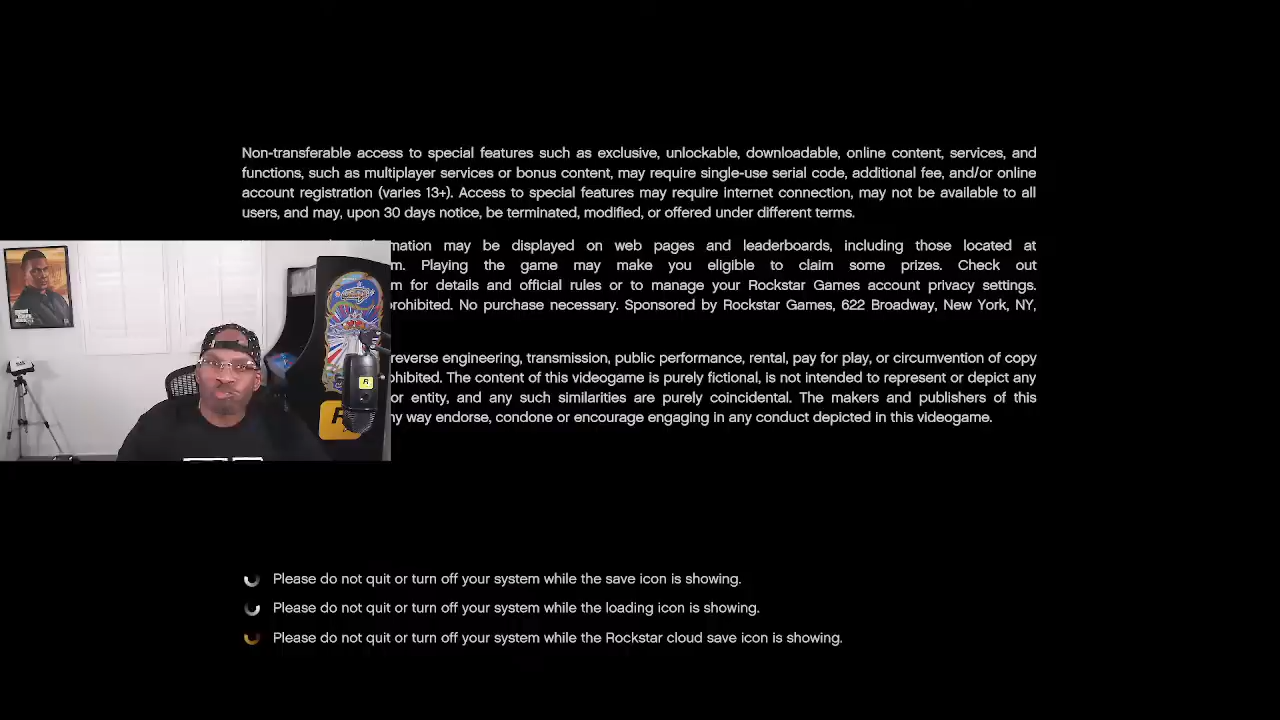 Non-transferable access to special features such as exclusive, unlockable, downloadable, online content, services, and
functions, such as multiplayer services or bonus content, may require single-use serial code, additional fee, and/or online
account registration (varies 13+). Access to special features may require internet connection, may not be available to all
users, and may, upon 30 days notice, be terminated, modified, or offered under different terms.
may be displayed on web pages and leaderboards, including those located at
Playing the game may make you eligible to claim some prizes. Check out
for details and official rules or to manage your Rockstar Games account privacy settings.
prohibited. No purchase necessary. Sponsored by Rockstar Games, 622 Broadway, New York, NY,
reverse engineering, transmission, public performance, rental, pay for play, or circumvention of copy
The content of this videogame is purely fictional, is not intended to represent or depict any
or entity, and any such similarities are purely coincidental. The makers and publishers of this
way endorse, condone or encourage engaging in any conduct depicted in this videogame.
Please do not quit or turn off your system while the save icon is showing.
Please do not quit or turn off your system while the loading icon is showing.
Please do not quit or turn off your system while the Rockstar cloud save icon is showing.